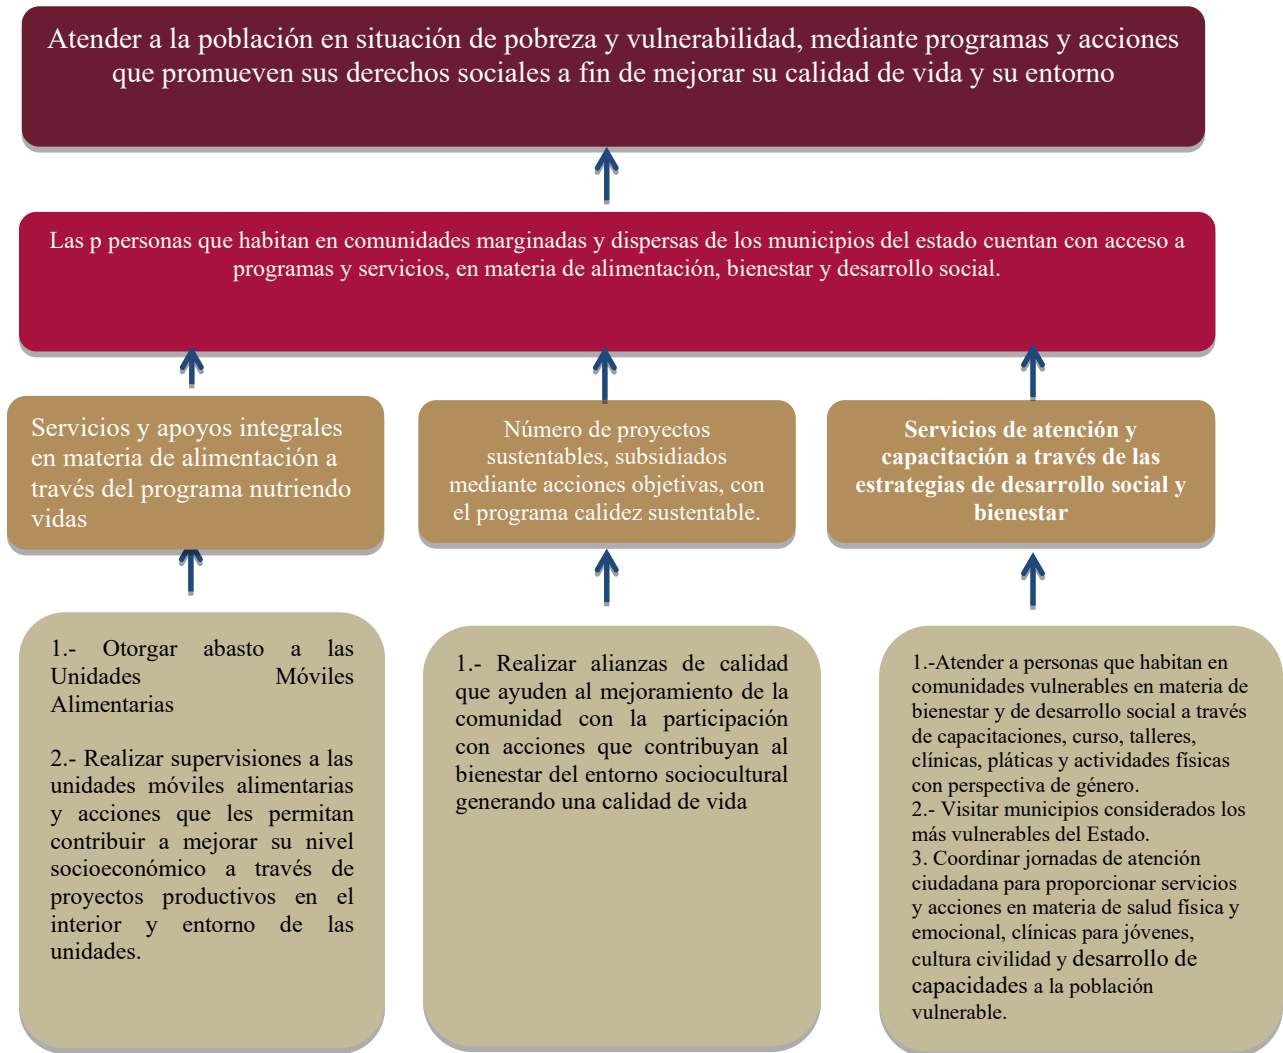 Atender a la población en situación de pobreza y vulnerabilidad, mediante programas y acciones
que promueven sus derechos sociales a fin de mejorar su calidad de vida y su entorno
Las p personas que habitan en comunidades marginadas y dispersas de los municipios del estado cuentan con acceso a
programas y servicios, en materia de alimentación, bienestar y desarrollo social.
Servicios y apoyos integrales
en materia de alimentación a
través del programa nutriendo
vidas
Número de proyectos
sustentables, subsidiados
mediante acciones objetivas, con
el programa calidez sustentable.
Servicios de atención y
capacitación a través de las
estrategias de desarrollo social y
bienestar
1.- Otorgar abasto a las
Unidades Móviles
Alimentarias
2.- Realizar supervisiones a las
unidades móviles alimentarias
y acciones que les permitan
contribuir a mejorar su nivel
socioeconómico a través de
proyectos productivos en el
interior y entorno de las
unidades.
1.- Realizar alianzas de calidad
que ayuden al mejoramiento de la
comunidad con la participación
con acciones que contribuyan al
bienestar del entorno sociocultural
generando una calidad de vida
1.-Atender a personas que habitan en
comunidades vulnerables en materia de
bienestar y de desarrollo social a través
de capacitaciones, curso, talleres,
clínicas, pláticas y actividades físicas
con perspectiva de género.
2.- Visitar municipios considerados los
más vulnerables del Estado.
3. Coordinar jornadas de atención
ciudadana para proporcionar servicios
y acciones en materia de salud física y
emocional, clínicas para jóvenes,
cultura civilidad y desarrollo de
capacidades a la población
vulnerable.